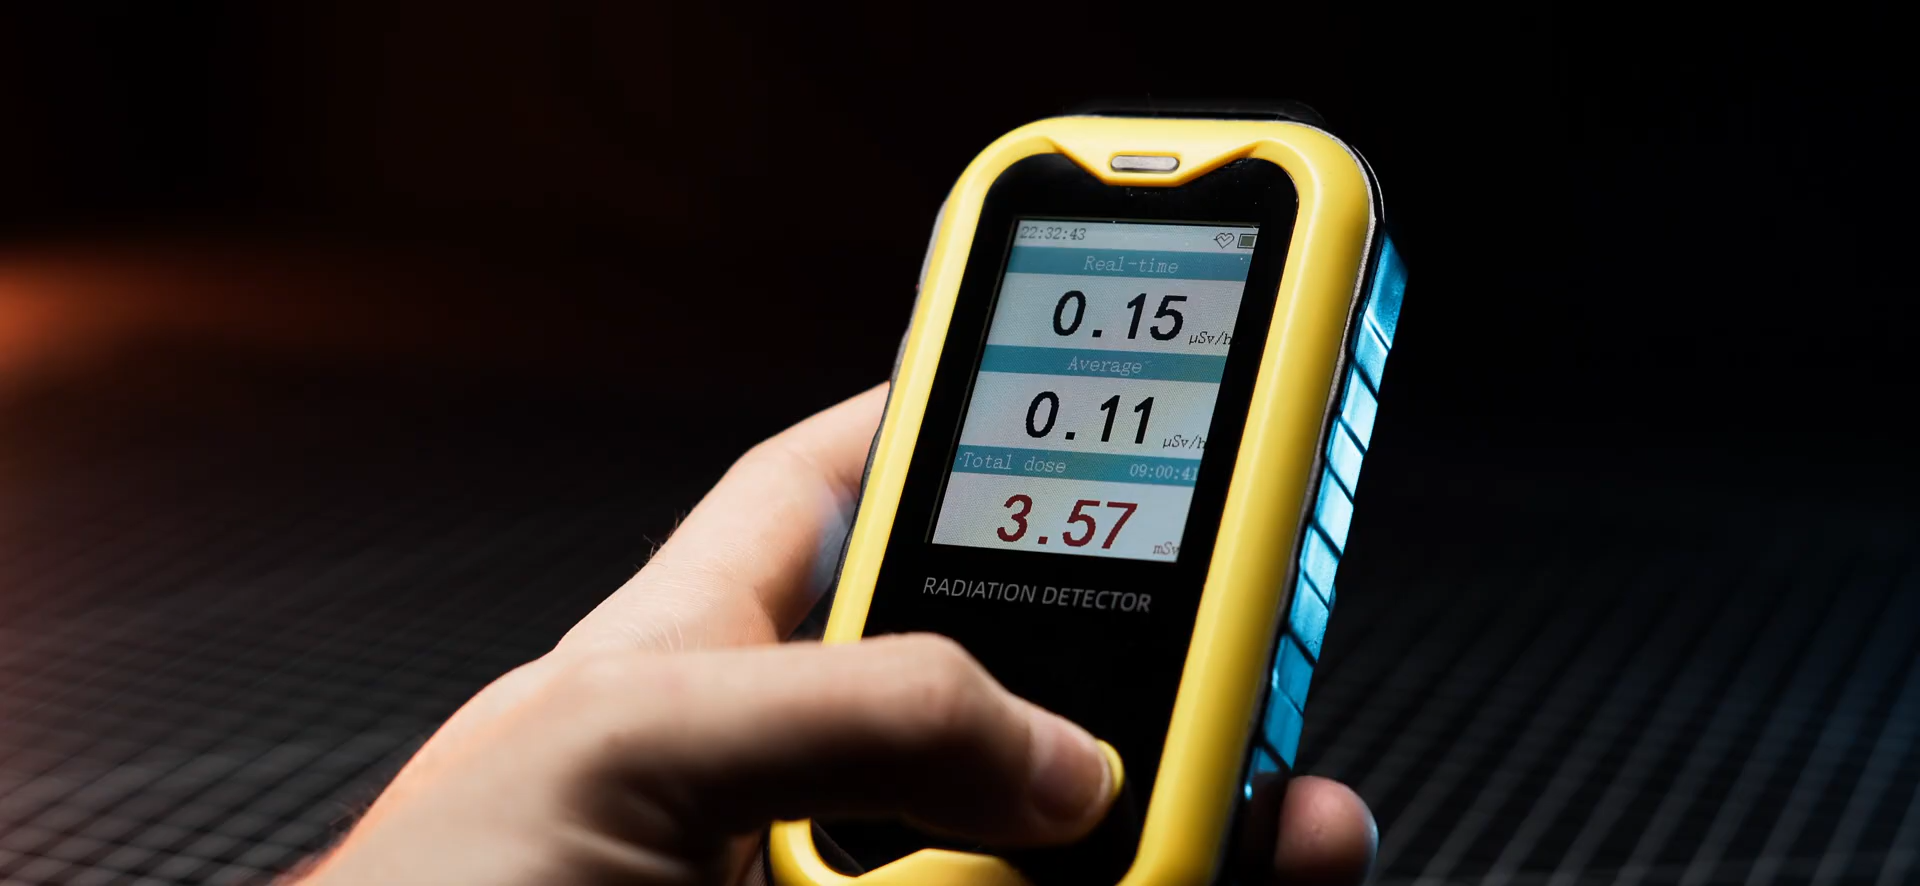 22:32:43
Real-time
0.15 µSv/h
Average
0.11 µSv/h
Total dose 09:00:41
3.57 mSv
RADIATION DETECTOR